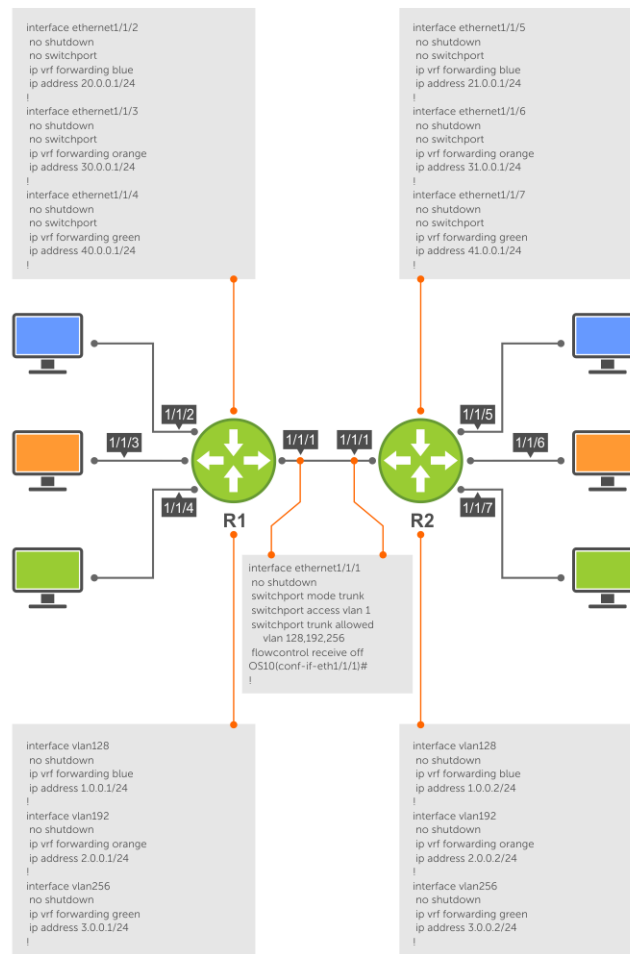 interface ethernet1/1/2
no shutdown
no switchport
ip vrf forwarding blue
ip address 20.0.0.1/24
!
interface ethernet1/1/3
no shutdown
no switchport
ip vrf forwarding orange
ip address 30.0.0.1/24
!
interface ethernet1/1/4
no shutdown
no switchport
ip vrf forwarding green
ip address 40.0.0.1/24
!
interface ethernet1/1/5
no shutdown
no switchport
ip vrf forwarding blue
ip address 21.0.0.1/24
!
interface ethernet1/1/6
no shutdown
no switchport
ip vrf forwarding orange
ip address 31.0.0.1/24
!
interface ethernet1/1/7
no shutdown
no switchport
ip vrf forwarding green
ip address 41.0.0.1/24
!
1/1/2
1/1/3
1/1/4
1/1/1
1/1/1
1/1/5
1/1/6
1/1/7
R1
R2
interface ethernet1/1/1
no shutdown
switchport mode trunk
switchport access vlan 1
switchport trunk allowed
vlan 128,192,256
flowcontrol receive off
OS10(conf-if-eth1/1/1)#
!
interface vlan128
no shutdown
ip vrf forwarding blue
ip address 1.0.0.1/24
!
interface vlan192
no shutdown
ip vrf forwarding orange
ip address 2.0.0.1/24
!
interface vlan256
no shutdown
ip vrf forwarding green
ip address 3.0.0.1/24
!
interface vlan128
no shutdown
ip vrf forwarding blue
ip address 1.0.0.2/24
!
interface vlan192
no shutdown
ip vrf forwarding orange
ip address 2.0.0.2/24
!
interface vlan256
no shutdown
ip vrf forwarding green
ip address 3.0.0.2/24
!